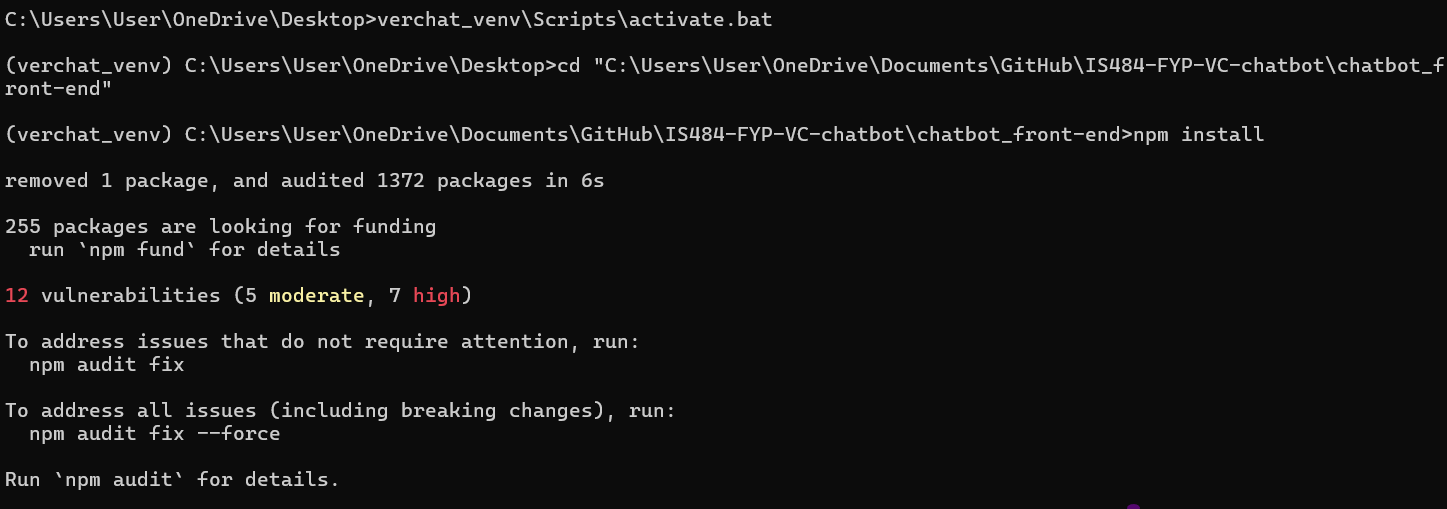 C:\Users\User\OneDrive\Desktop>verchat_venv\Scripts\activate.bat
(verchat_venv) C:\Users\User\OneDrive\Desktop>cd "C:\Users\User\OneDrive\Documents\GitHub\IS484-FYP-VC-chatbot\chatbot_f
ront-end"
(verchat_venv) C:\Users\User\OneDrive\Documents\GitHub\IS484-FYP-VC-chatbot\chatbot_front-end>npm install
removed 1 package, and audited 1372 packages in 6s
255 packages are looking for funding
  run `npm fund` for details
12 vulnerabilities (5 moderate, 7 high)
To address issues that do not require attention, run:
  npm audit fix
To address all issues (including breaking changes), run:
  npm audit fix --force
Run `npm audit` for details.